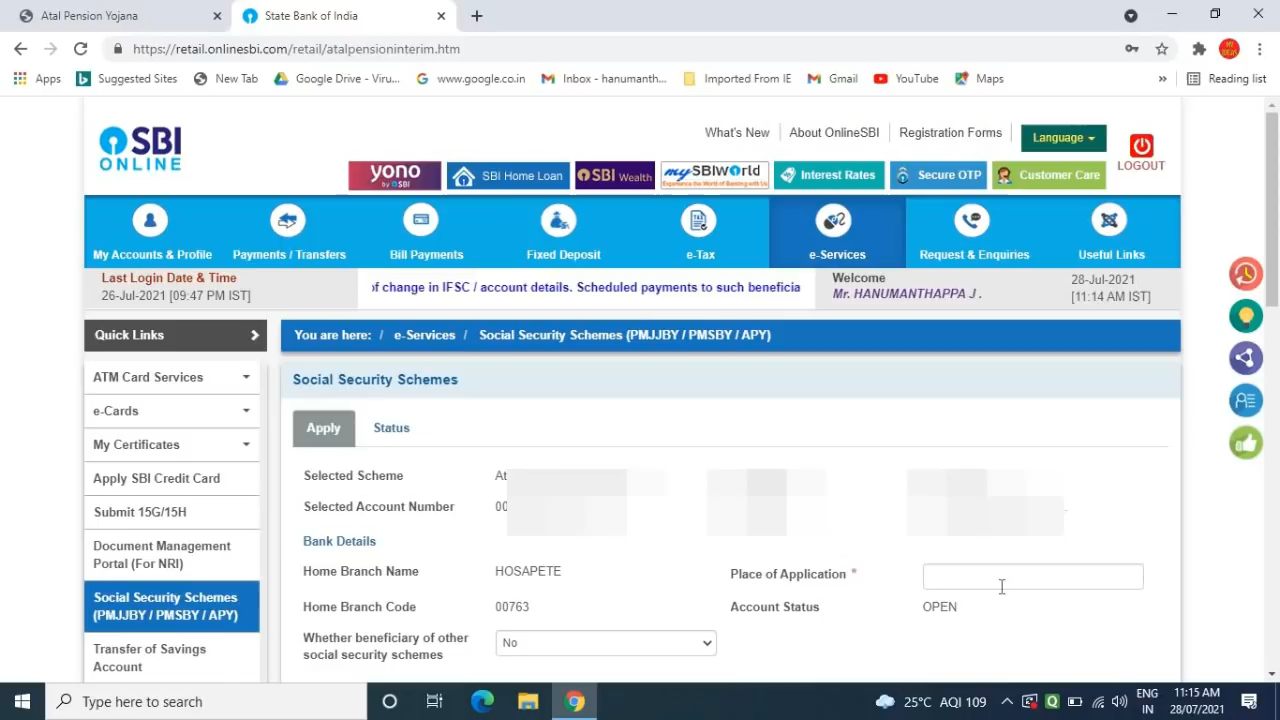 Atal Pension Yojana
State Bank of India
https://retail.onlinesbi.com/retail/atalpensioninterim.htm
Apps
Suggested Sites
New Tab
Google Drive - Viru...
www.google.co.in
Inbox - hanumanth...
Imported From IE
Gmail
YouTube
Maps
»
Reading list
SBI
ONLINE
What's New
About OnlineSBI
Registration Forms
Language
LOGOUT
yono
by SBI
SBI Home Loan
SBI Wealth
mySBIWorld
Experience the World of Banking with Us
Interest Rates
Secure OTP
Customer Care
My Accounts & Profile
Payments / Transfers
Bill Payments
Fixed Deposit
e-Tax
e-Services
Request & Enquiries
Useful Links
Last Login Date & Time
26-Jul-2021 [09:47 PM IST]
of change in IFSC / account details. Scheduled payments to such beneficia
Welcome
Mr. HANUMANTHAPPA J .
28-Jul-2021
[11:14 AM IST]
Quick Links
You are here: / e-Services / Social Security Schemes (PMJJBY / PMSBY / APY)
ATM Card Services
e-Cards
My Certificates
Apply SBI Credit Card
Submit 15G/15H
Document Management
Portal (For NRI)
Social Security Schemes
(PMJJBY / PMSBY / APY)
Transfer of Savings
Account
Social Security Schemes
Apply
Status
Selected Scheme At
Selected Account Number 00
Bank Details
Home Branch Name HOSAPETE
Place of Application *
Home Branch Code 00763
Account Status OPEN
Whether beneficiary of other
social security schemes
No
Type here to search
25°C AQI 109
ENG
IN
11:15 AM
28/07/2021